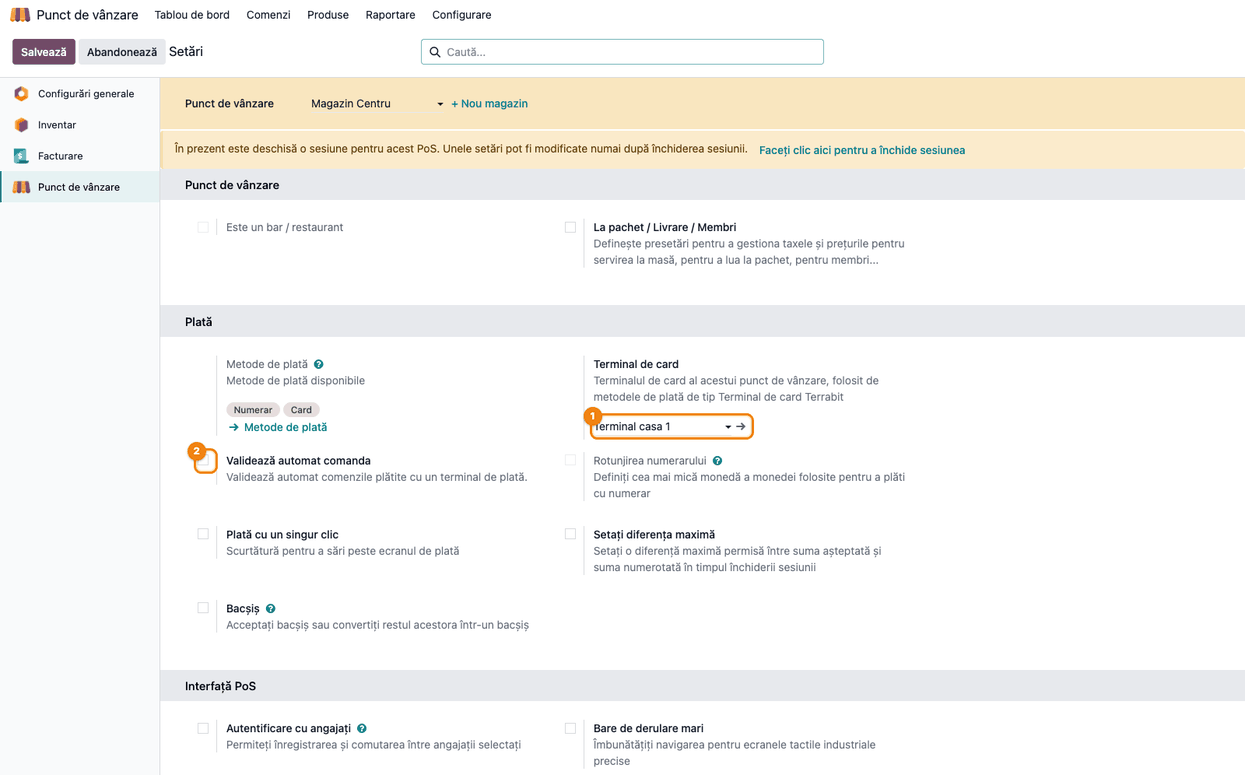 Punct de vânzare Tablou de bord Comenzi Produse Raportare Configurare
Salvează Abandonează Setări Caută...
Configurări generale
Inventar
Facturare
Punct de vânzare
Punct de vânzare Magazin Centru + Nou magazin
În prezent este deschisă o sesiune pentru acest PoS. Unele setări pot fi modificate numai după închiderea sesiunii. Faceți clic aici pentru a închide sesiunea
Punct de vânzare
Este un bar / restaurant
La pachet / Livrare / Membri
Definește presetări pentru a gestiona taxele și prețurile pentru
servirea la masă, pentru a lua la pachet, pentru membri...
Plată
Metode de plată ?
Metode de plată disponibile
Numerar Card
→ Metode de plată
Terminal de card
Terminalul de card al acestui punct de vânzare, folosit de
metodele de plată de tip Terminal de card Terrabit
1
Terminal casa 1
2
Validează automat comanda
Validează automat comenzile plătite cu un terminal de plată.
Rotunjirea numerarului ?
Definiți cea mai mică monedă a monedei folosite pentru a plăti
cu numerar
Plată cu un singur clic
Scurtătură pentru a sări peste ecranul de plată
Setați diferența maximă
Setați o diferență maximă permisă între suma așteptată și
suma numerotată în timpul închiderii sesiunii
Bacșiș ?
Acceptați bacșiș sau convertiți restul acestora într-un bacșiș
Interfață PoS
Autentificare cu angajați ?
Permiteți înregistrarea și comutarea între angajații selectați
Bare de derulare mari
Îmbunătățiți navigarea pentru ecranele tactile industriale
precise